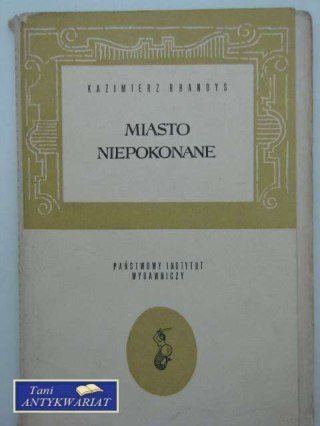 KAZIMIERZ BRANDYS
MIASTO
NIEPOKONANE
PAŃSTWOWY INSTYTUT
WYDAWNICZY
Tani
ANTYKWARIAT